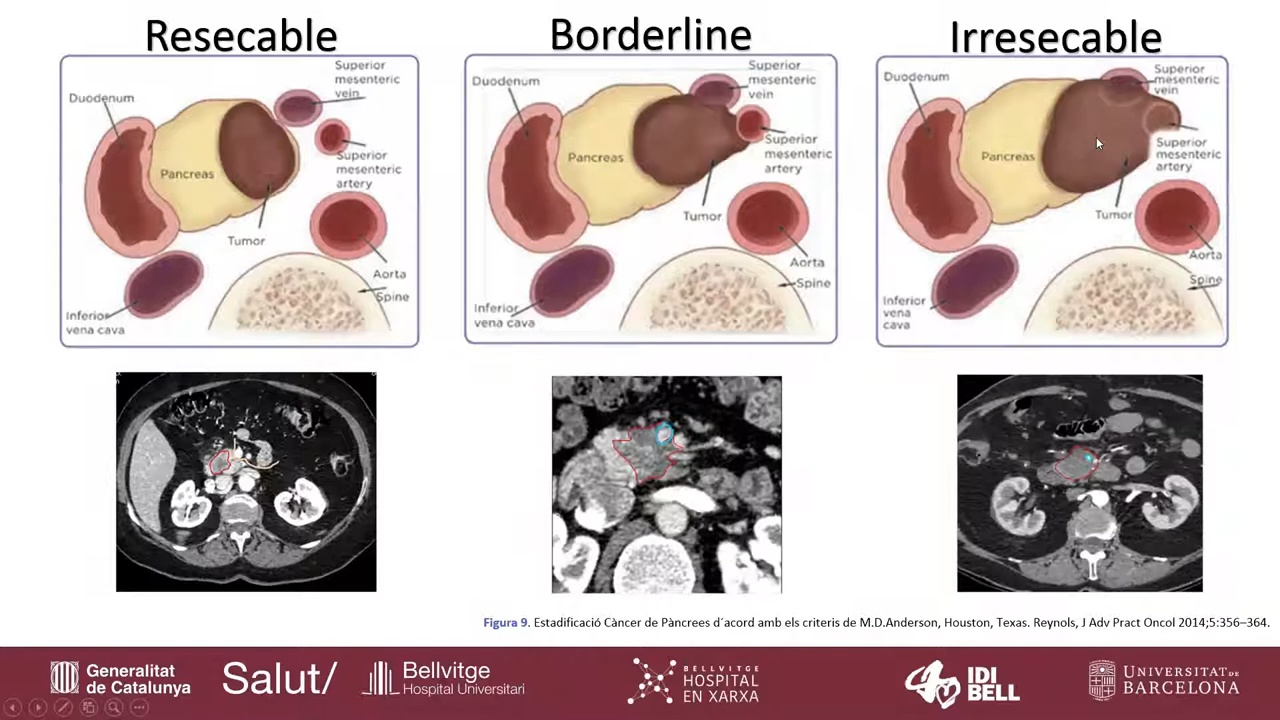 Resecable
Borderline
Irresecable
Duodenum
Superior
mesenteric
vein
Superior
mesenteric
artery
Pancreas
Tumor
Aorta
Spine
Inferior
vena cava
Duodenum
Superior
mesenteric
vein
Superior
mesenteric
artery
Pancreas
Tumor
Aorta
Spine
Inferior
vena cava
Duodenum
Superior
mesenteric
vein
Superior
mesenteric
artery
Pancreas
Tumor
Aorta
Spine
Inferior
vena
cava
Figura 9. Estadificació Càncer de Pàncrees d´acord amb els criteris de M.D.Anderson, Houston, Texas. Reynols, J Adv Pract Oncol 2014;5:356–364.
Generalitat
de Catalunya
Salut/
Bellvitge
Hospital Universitari
BELLVITGE
HOSPITAL
EN XARXA
IDI
BELL
UNIVERSITAT DE
BARCELONA